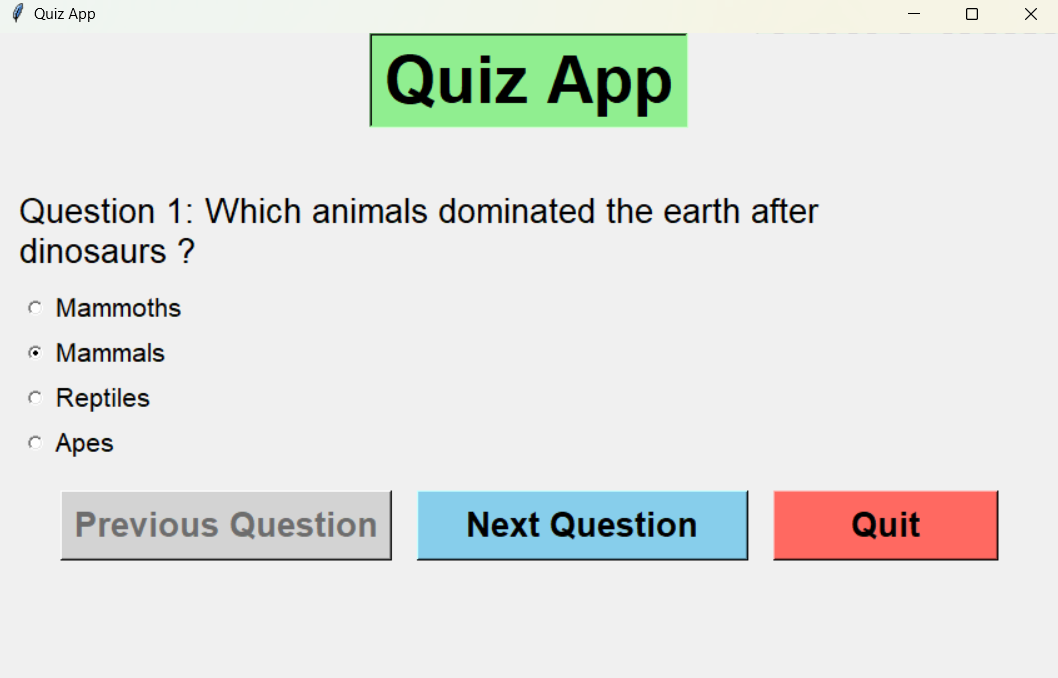 Quiz App
Quiz App
Question 1: Which animals dominated the earth after
dinosaurs ?
Mammoths
Mammals
Reptiles
Apes
Previous Question
Next Question
Quit